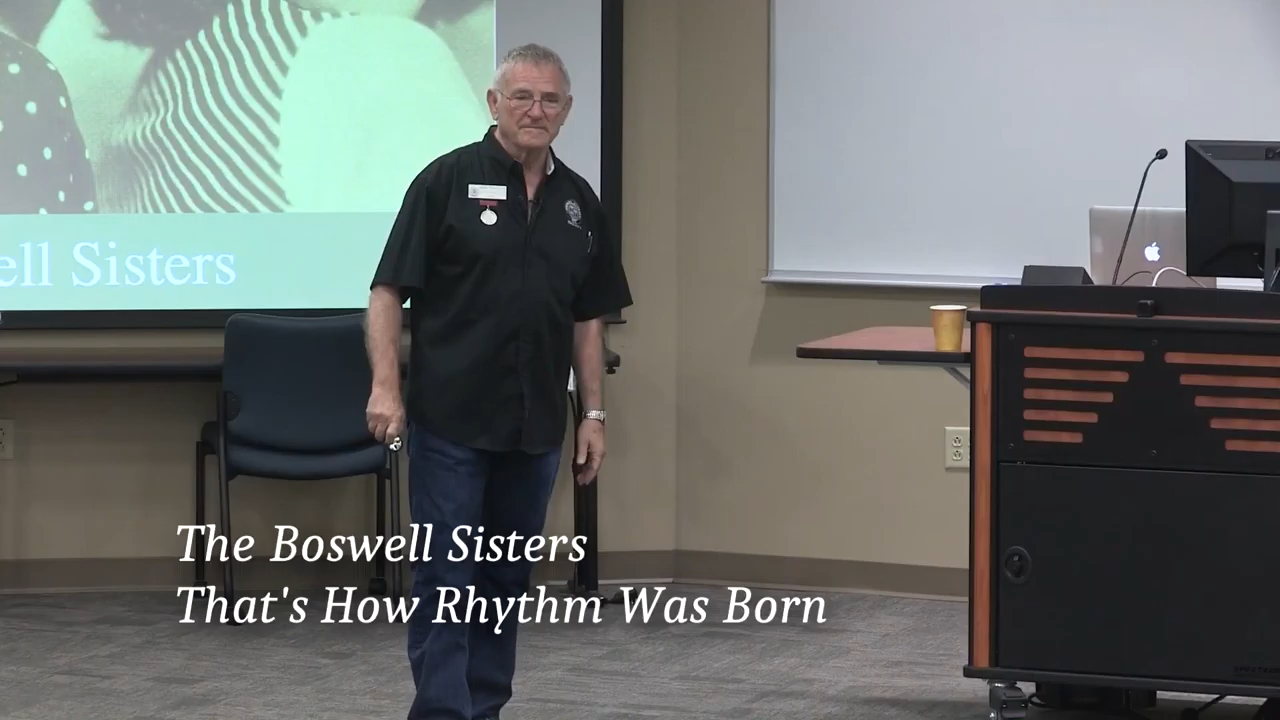 ell Sisters
The Boswell Sisters
That's How Rhythm Was Born